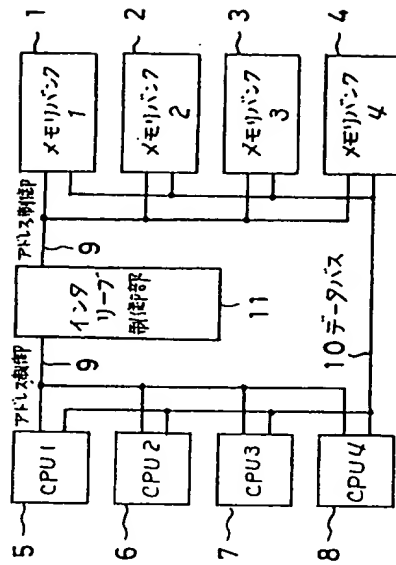 1
2
3
4
メモリバンク
1
メモリバンク
2
メモリバンク
3
メモリバンク
4
アドレス制御
9
インタ
リーブ
制御部
11
アドレス制御
9
10 データバス
CPU1
CPU2
CPU3
CPU4
5
6
7
8